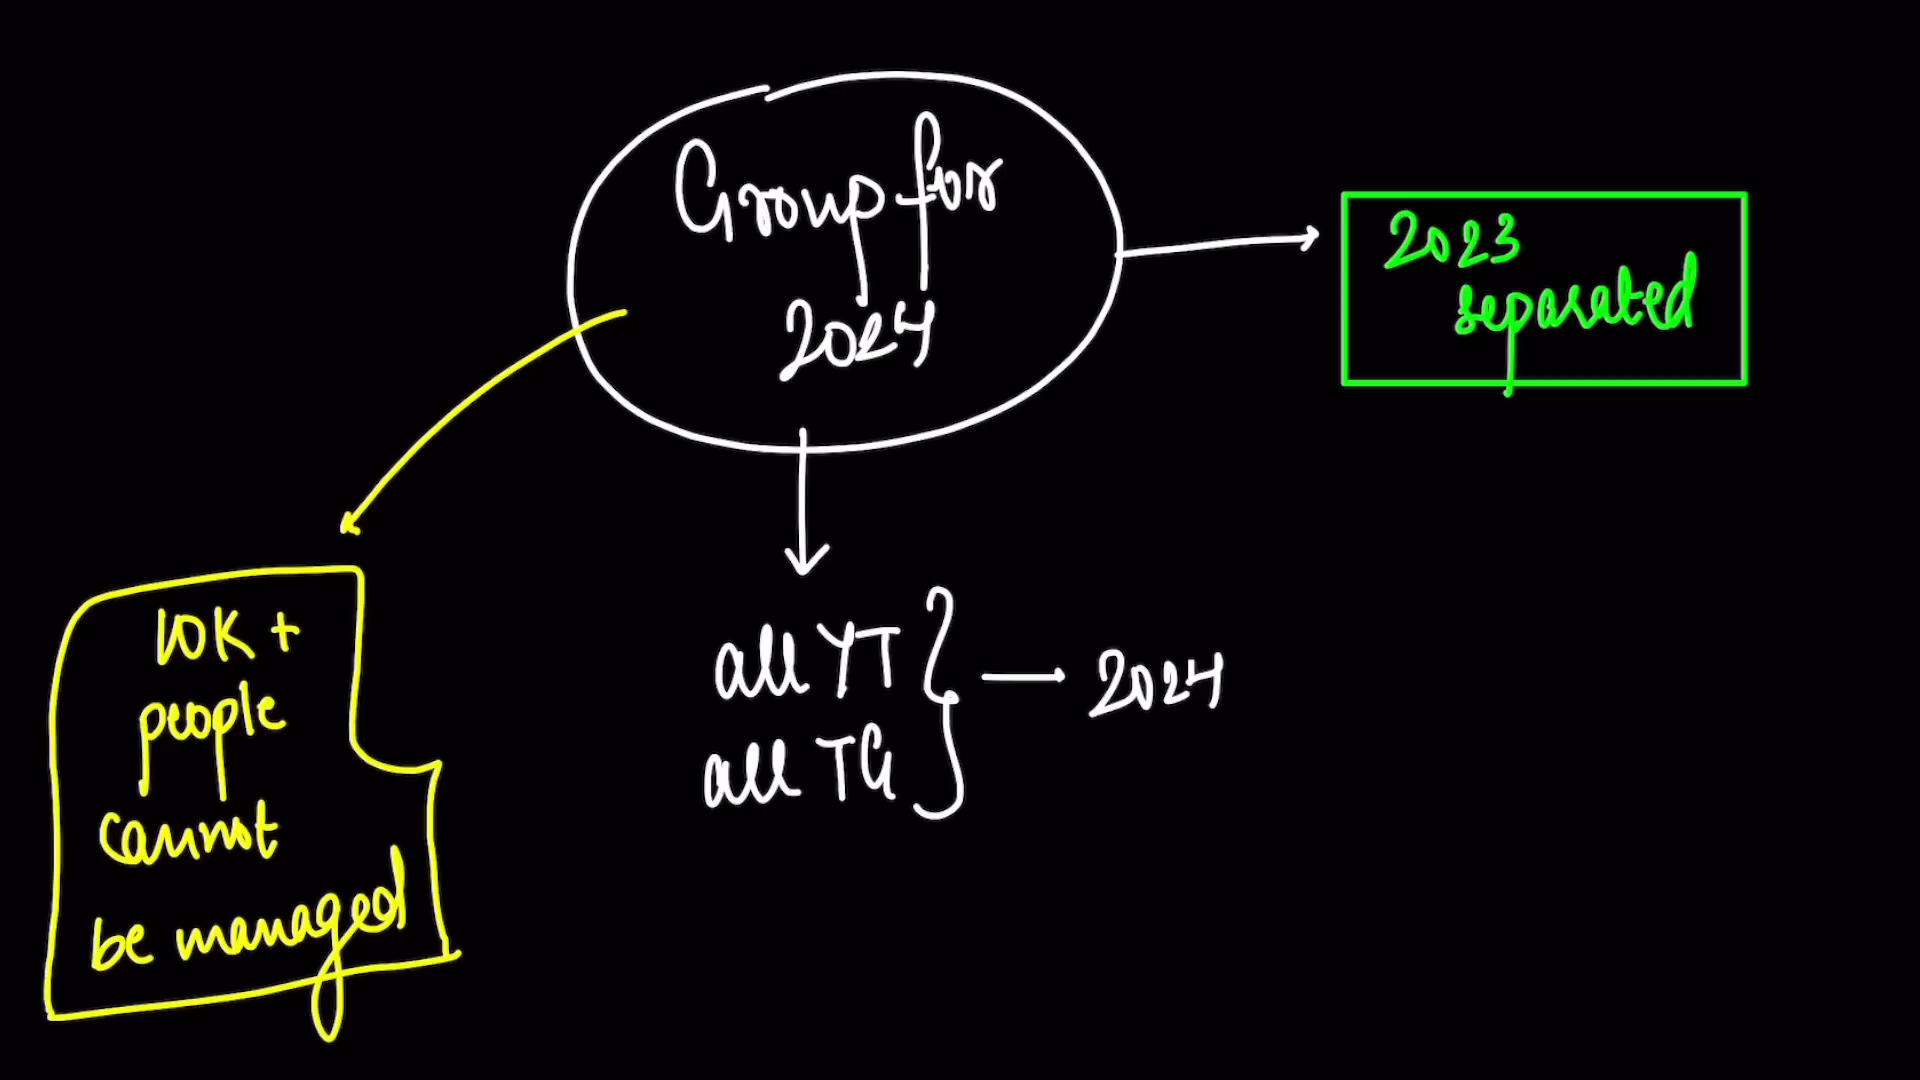 Group for
2024
2023
separated
all YT
all TG
2024
10K +
people
cannot
be managed